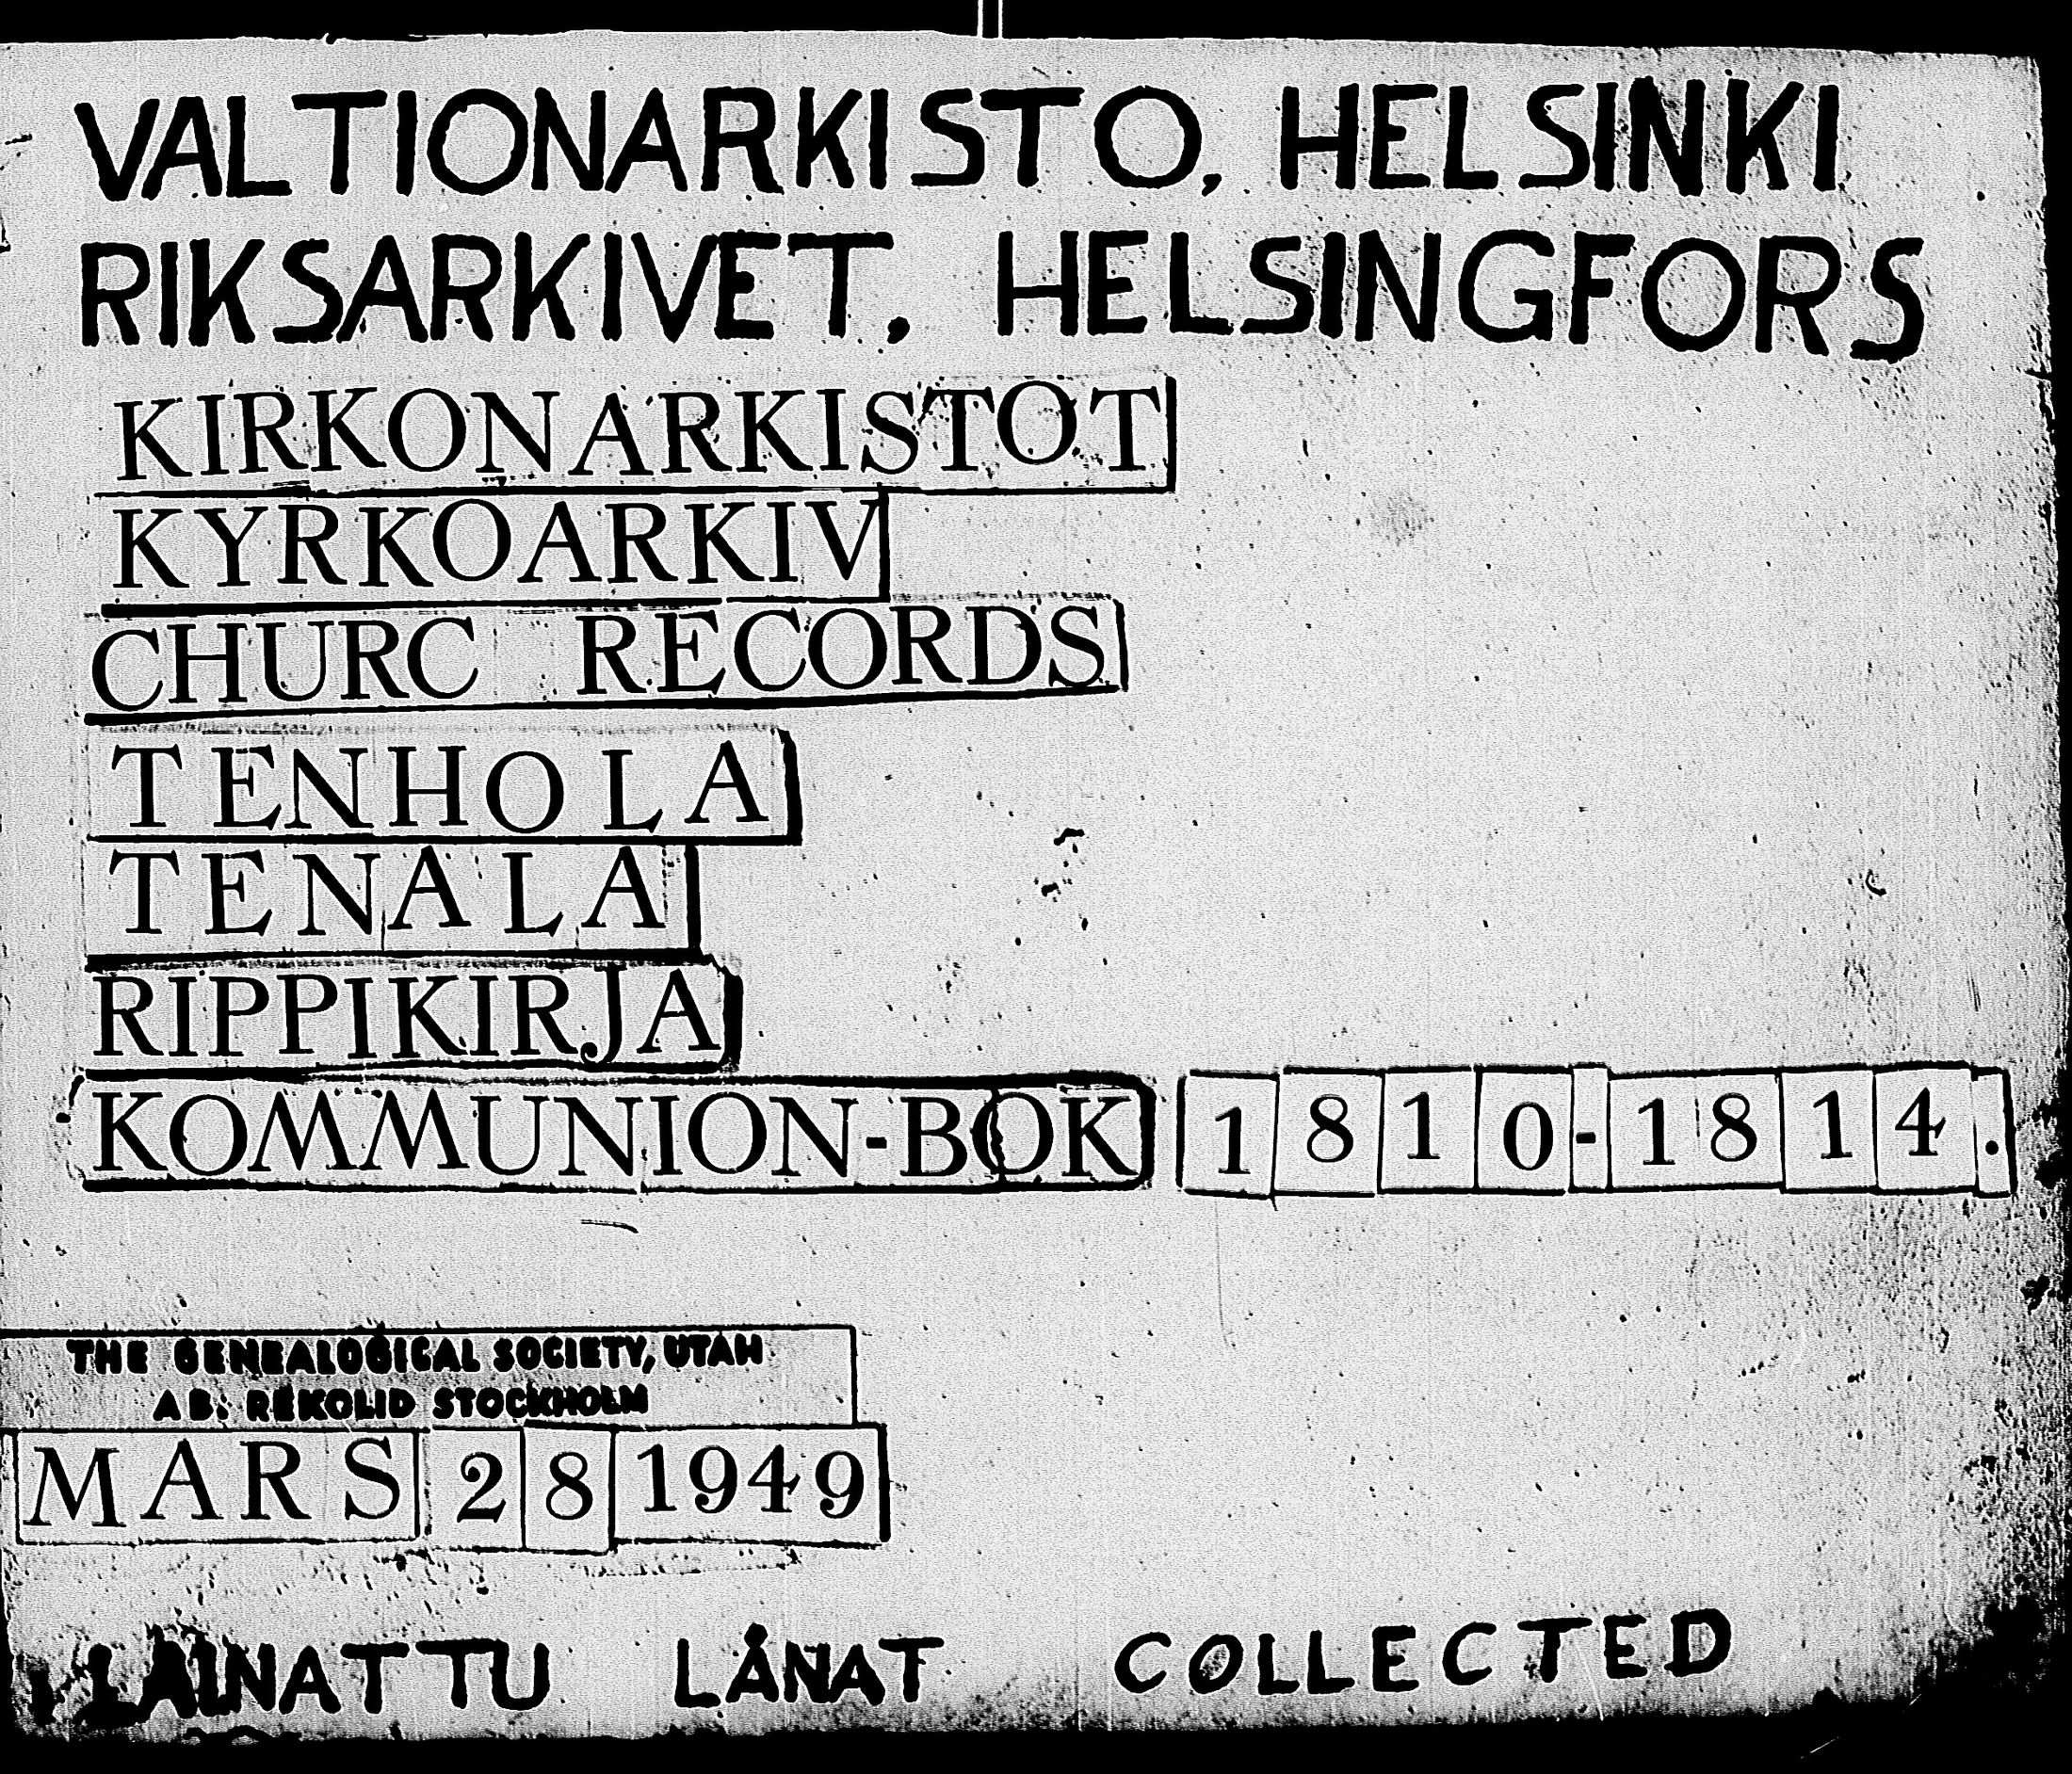 VALTIONARKISTO, HELSINKI
RIKSARKIVET, HELSINGFORS
KIRKONARKISTOT
KYRKOARKIV
CHURC RECORDS
TENHOLA
TENALA
RIPPIKIRJA
KOMMUNION-BOK 1810-1814.
THE GENEALOGICAL SOCIETY, UTAH
AB. REKOLID STOCKHOLM
MARS 28 1949
LAINATTU LÅNAT COLLECTED